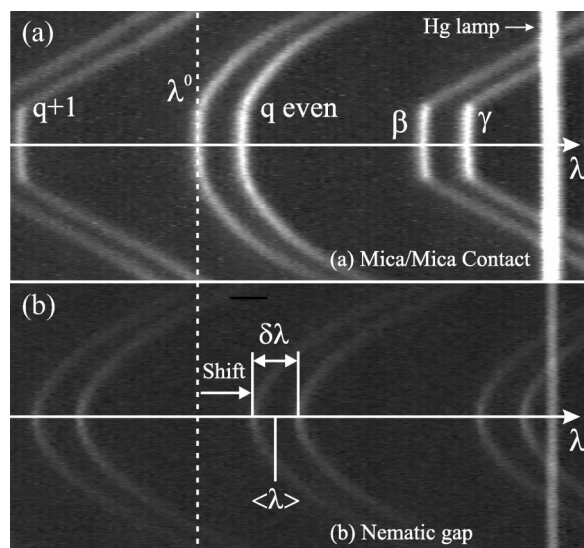 (a)
Hg lamp
q+1
λ⁰
q even
β
γ
λ
(a) Mica/Mica Contact
(b)
δλ
Shift
λ
<λ>
(b) Nematic gap